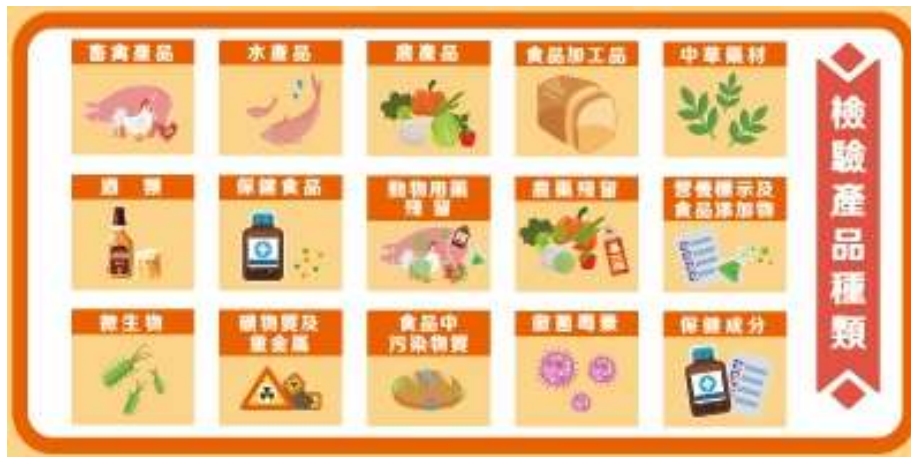 檢驗產品種類
畜禽產品
水產品
農產品
食品加工品
中草藥材
酒類
保健食品
動物用藥
殘留
農藥殘留
營養標示及
食品添加物
微生物
礦物質及
重金屬
食品中
污染物質
黴菌毒素
保健成分